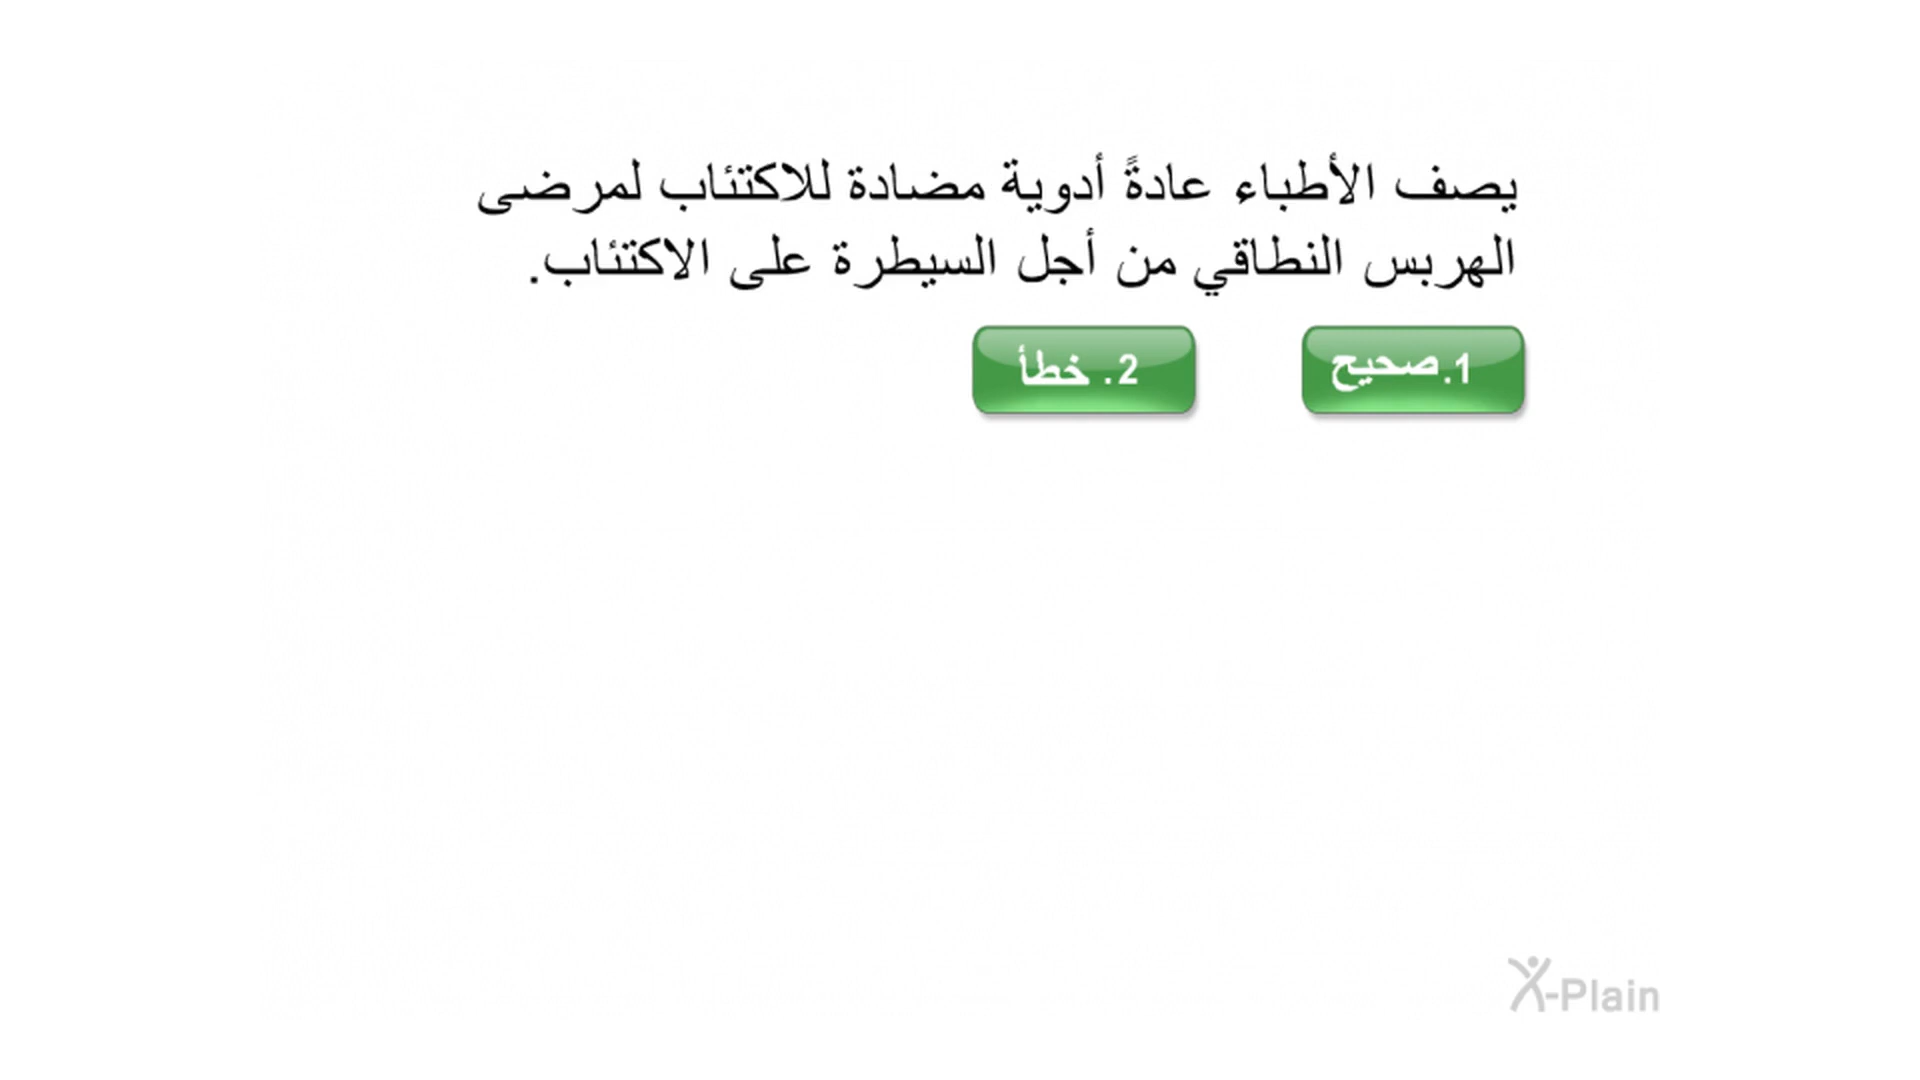 يصف الأطباء عادةً أدوية مضادة للاكتئاب لمرضى
الهربس النطاقي من أجل السيطرة على الاكتئاب.
1. صحيح
2. خطأ
X-Plain